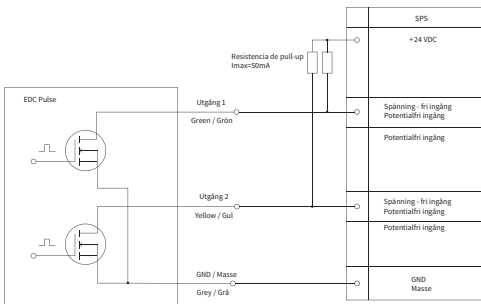 SPS
+24 VDC
Resistencia de pull-up
Imax=50mA
EDC Pulse
Utgång 1
Green / Grön
Spänning - fri ingång
Potentialfri ingång
Potentialfri ingång
Utgång 2
Yellow / Gul
Spänning - fri ingång
Potentialfri ingång
Potentialfri ingång
GND / Masse
Grey / Grå
GND
Masse